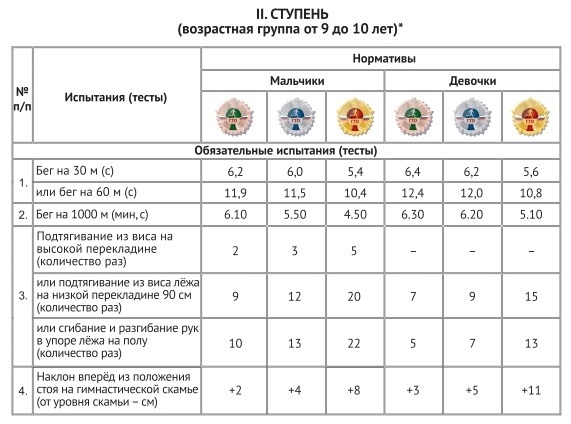 II. СТУПЕНЬ
(возрастная группа от 9 до 10 лет)*
№ п/п
Испытания (тесты)
Нормативы
Мальчики
Девочки
ГТО ГТО ГТО ГТО ГТО ГТО
Обязательные испытания (тесты)
1. Бег на 30 м (с) 6,2 6,0 5,4 6,4 6,2 5,6
или бег на 60 м (с) 11,9 11,5 10,4 12,4 12,0 10,8
2. Бег на 1000 м (мин, с) 6.10 5.50 4.50 6.30 6.20 5.10
3.
Подтягивание из виса на
высокой перекладине
(количество раз) 2 3 5 – – –
или подтягивание из виса лёжа
на низкой перекладине 90 см
(количество раз) 9 12 20 7 9 15
или сгибание и разгибание рук
в упоре лёжа на полу
(количество раз) 10 13 22 5 7 13
4. Наклон вперёд из положения
стоя на гимнастической скамье
(от уровня скамьи – см) +2 +4 +8 +3 +5 +11